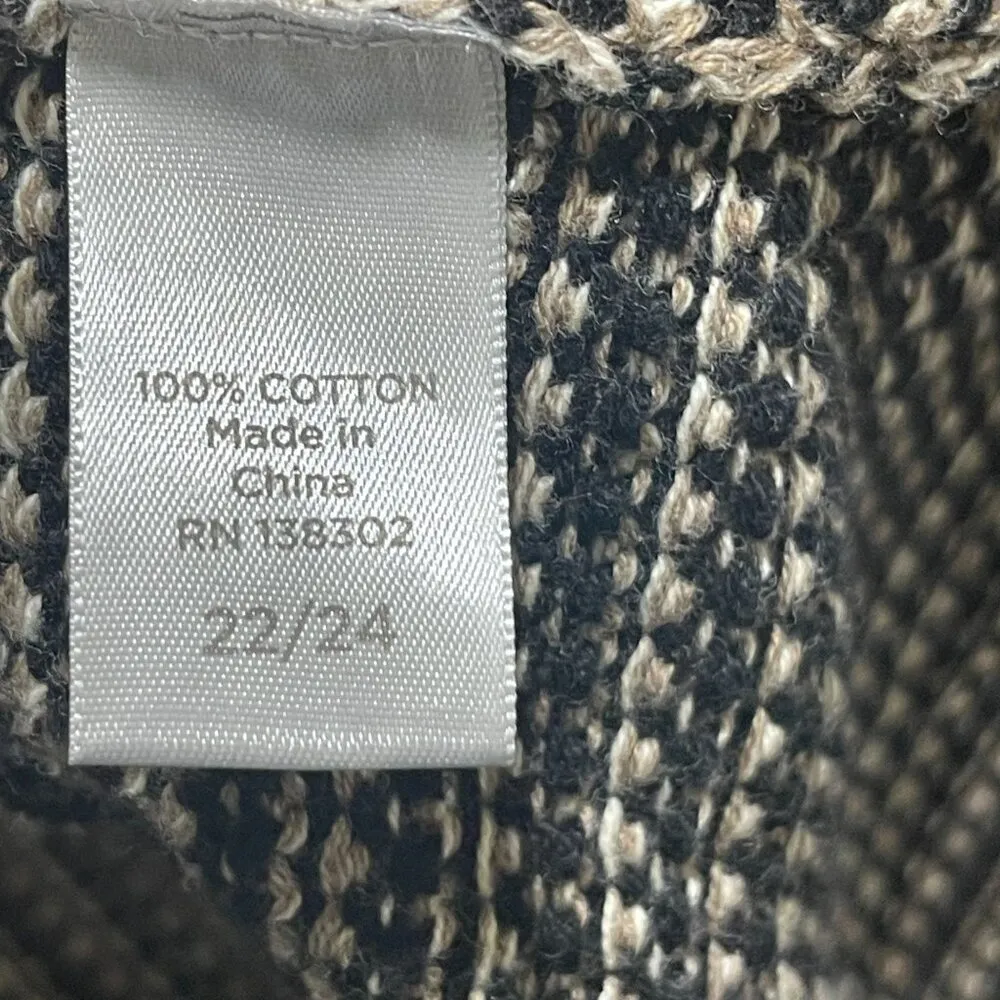 100% COTTON
Made in
China
RN 138302
22/24